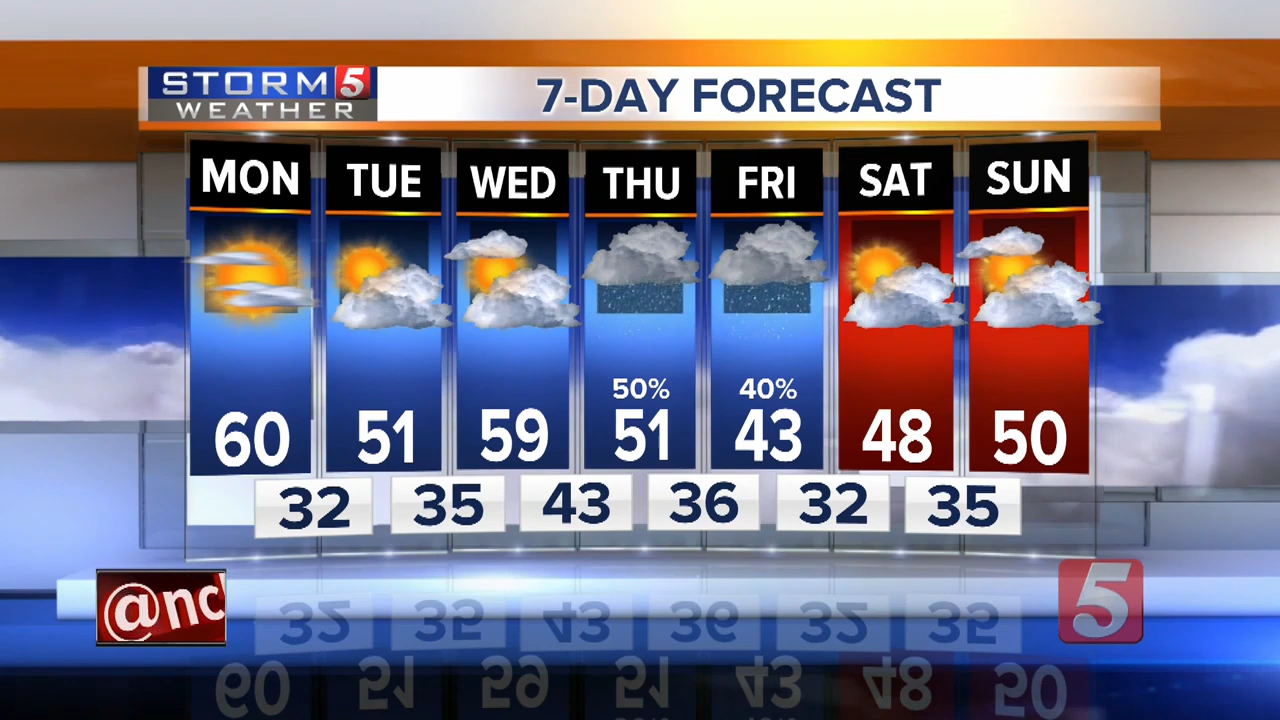 STORM 5
WEATHER
7-DAY FORECAST
MON TUE WED THU FRI SAT SUN
50% 40%
60 51 59 51 43 48 50
32 35 43 36 32 35
@nc
5